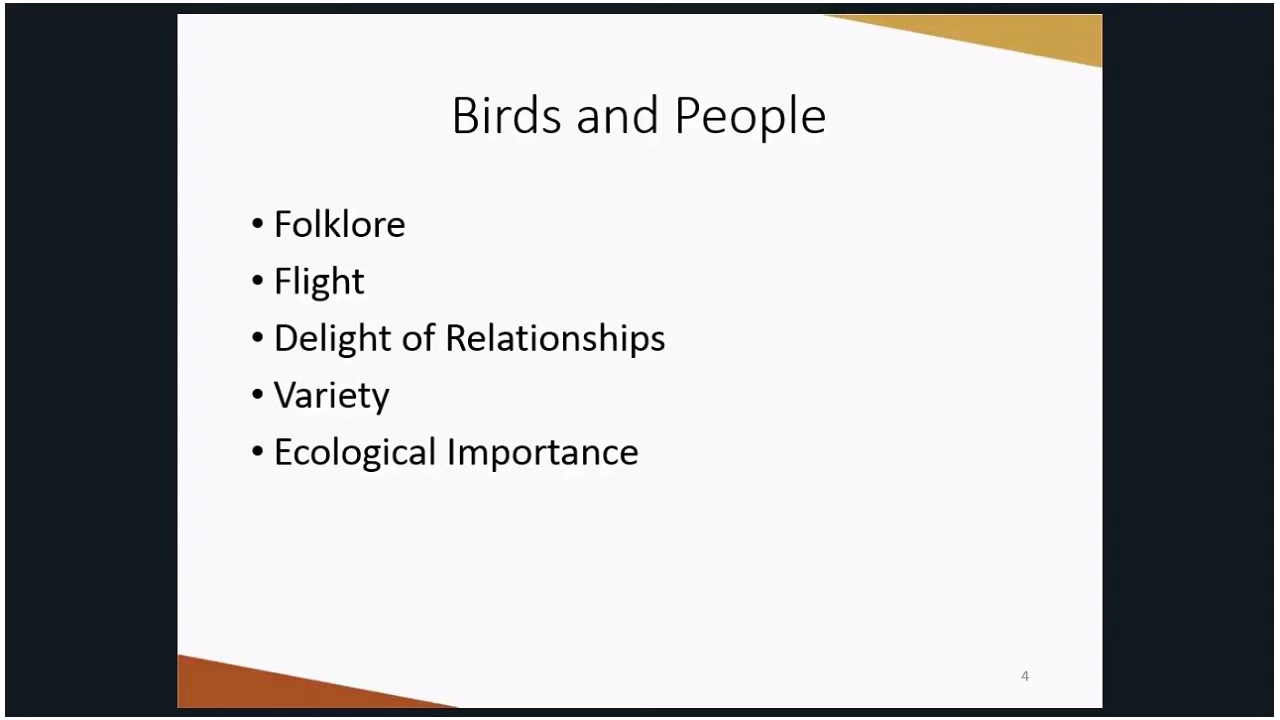 Birds and People
• Folklore
• Flight
• Delight of Relationships
• Variety
• Ecological Importance
4